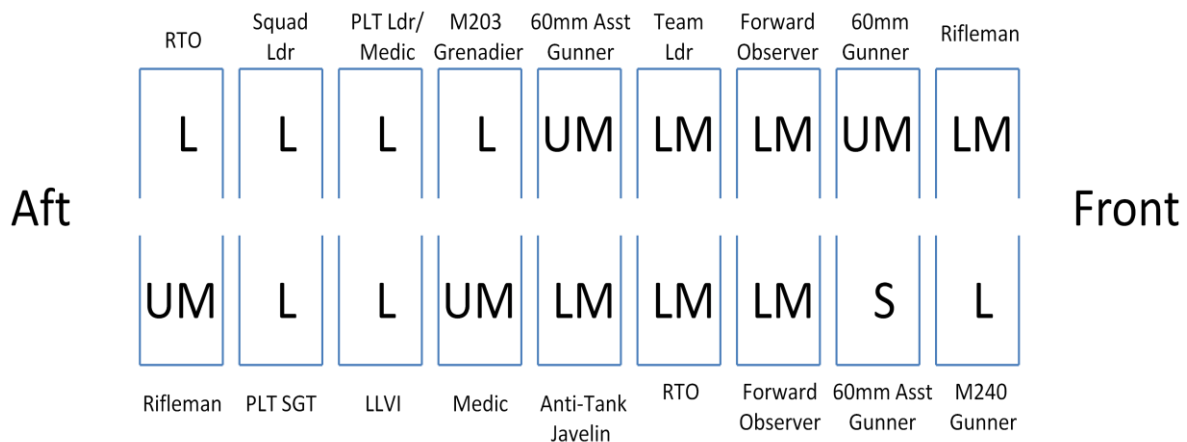 RTO
Squad
Ldr
PLT Ldr/
Medic
M203
Grenadier
60mm Asst
Gunner
Team
Ldr
Forward
Observer
60mm
Gunner
Rifleman
L L L L UM LM LM UM LM
Aft
Front
UM L L UM LM LM LM S L
Rifleman
PLT SGT
LLVI
Medic
Anti-Tank
Javelin
RTO
Forward
Observer
60mm Asst
Gunner
M240
Gunner